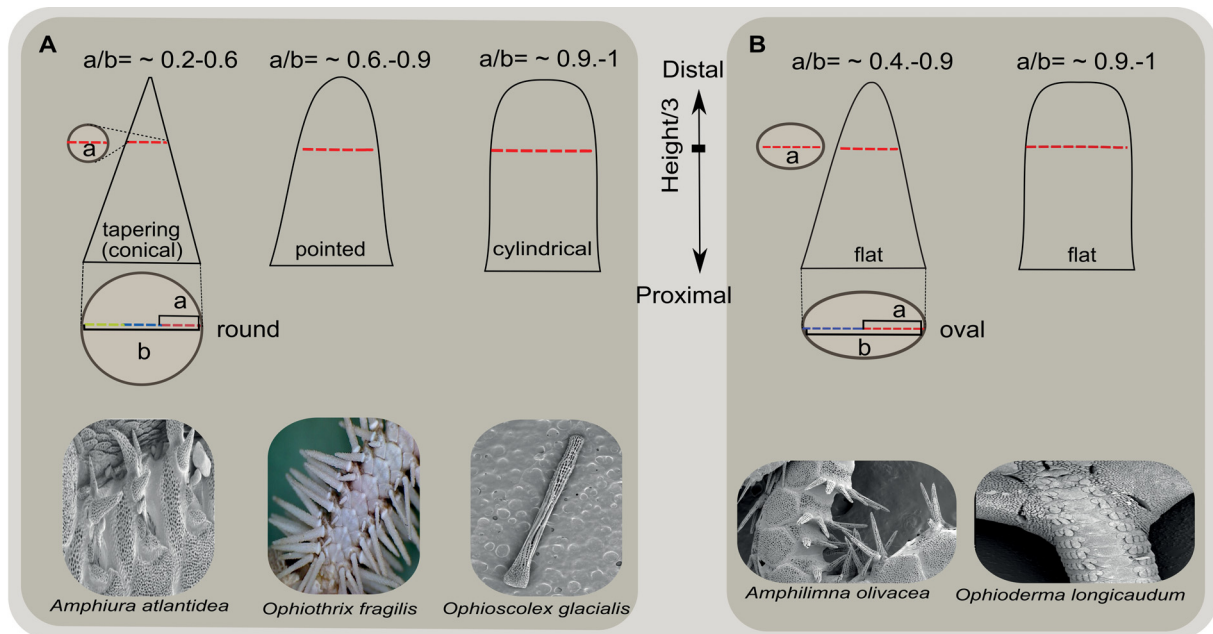 A
a/b= ~ 0.2-0.6
a/b= ~ 0.6.-0.9
a/b= ~ 0.9.-1
a
tapering
(conical)
pointed
cylindrical
a
b
round
Amphiura atlantidea
Ophiothrix fragilis
Ophioscolex glacialis
Distal
Height/3
Proximal
B
a/b= ~ 0.4.-0.9
a/b= ~ 0.9.-1
a
flat
flat
a
b
oval
Amphilimna olivacea
Ophioderma longicaudum